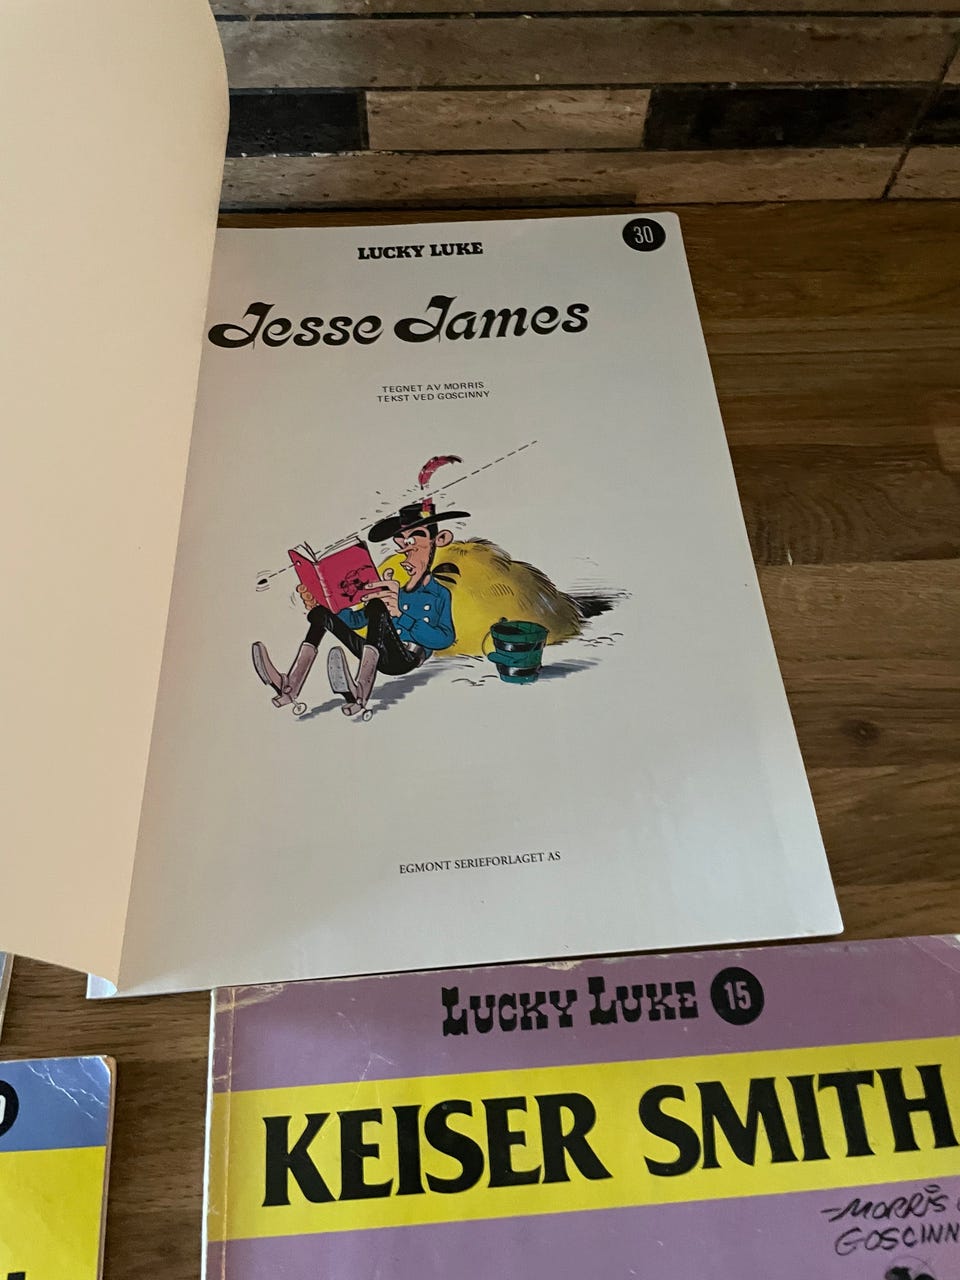 LUCKY LUKE
30
Jesse James
TEGNET AV MORRIS
TEKST VED GOSCINNY
EGMONT SERIEFORLAGET AS
LUCKY LUKE 15
KEISER SMITH
MORRIS